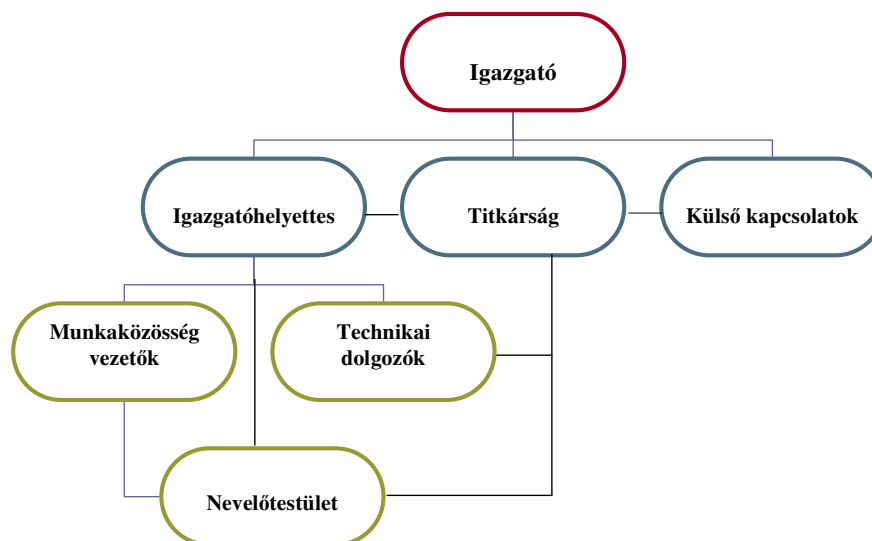 Igazgató
Igazgatóhelyettes
Titkárság
Külső kapcsolatok
Munkaközösség
vezetők
Technikai
dolgozók
Nevelőtestület